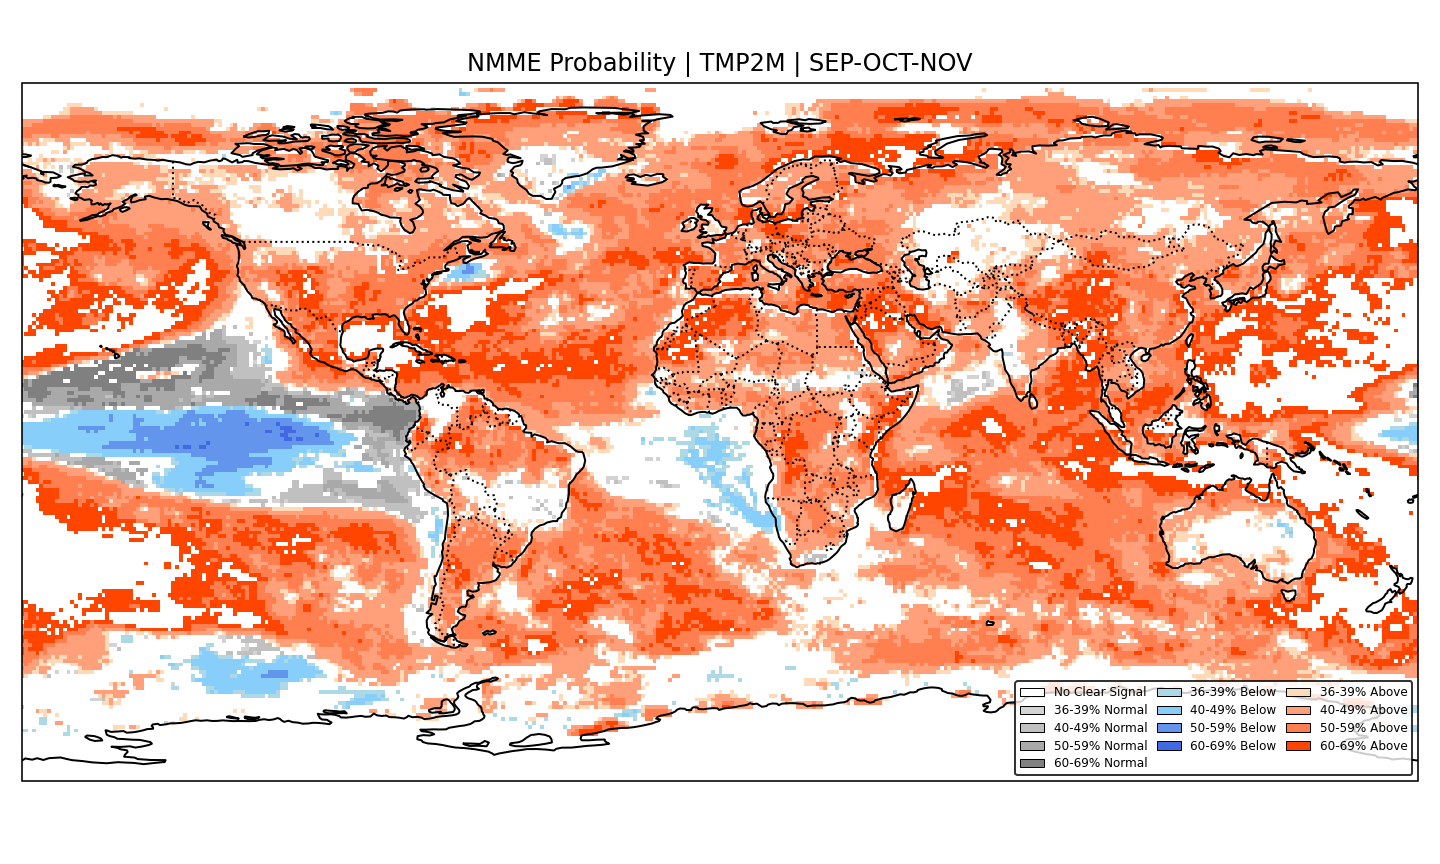 NMME Probability | TMP2M | SEP-OCT-NOV
No Clear Signal
36-39% Normal
40-49% Normal
50-59% Normal
60-69% Normal
36-39% Below
40-49% Below
50-59% Below
60-69% Below
36-39% Above
40-49% Above
50-59% Above
60-69% Above